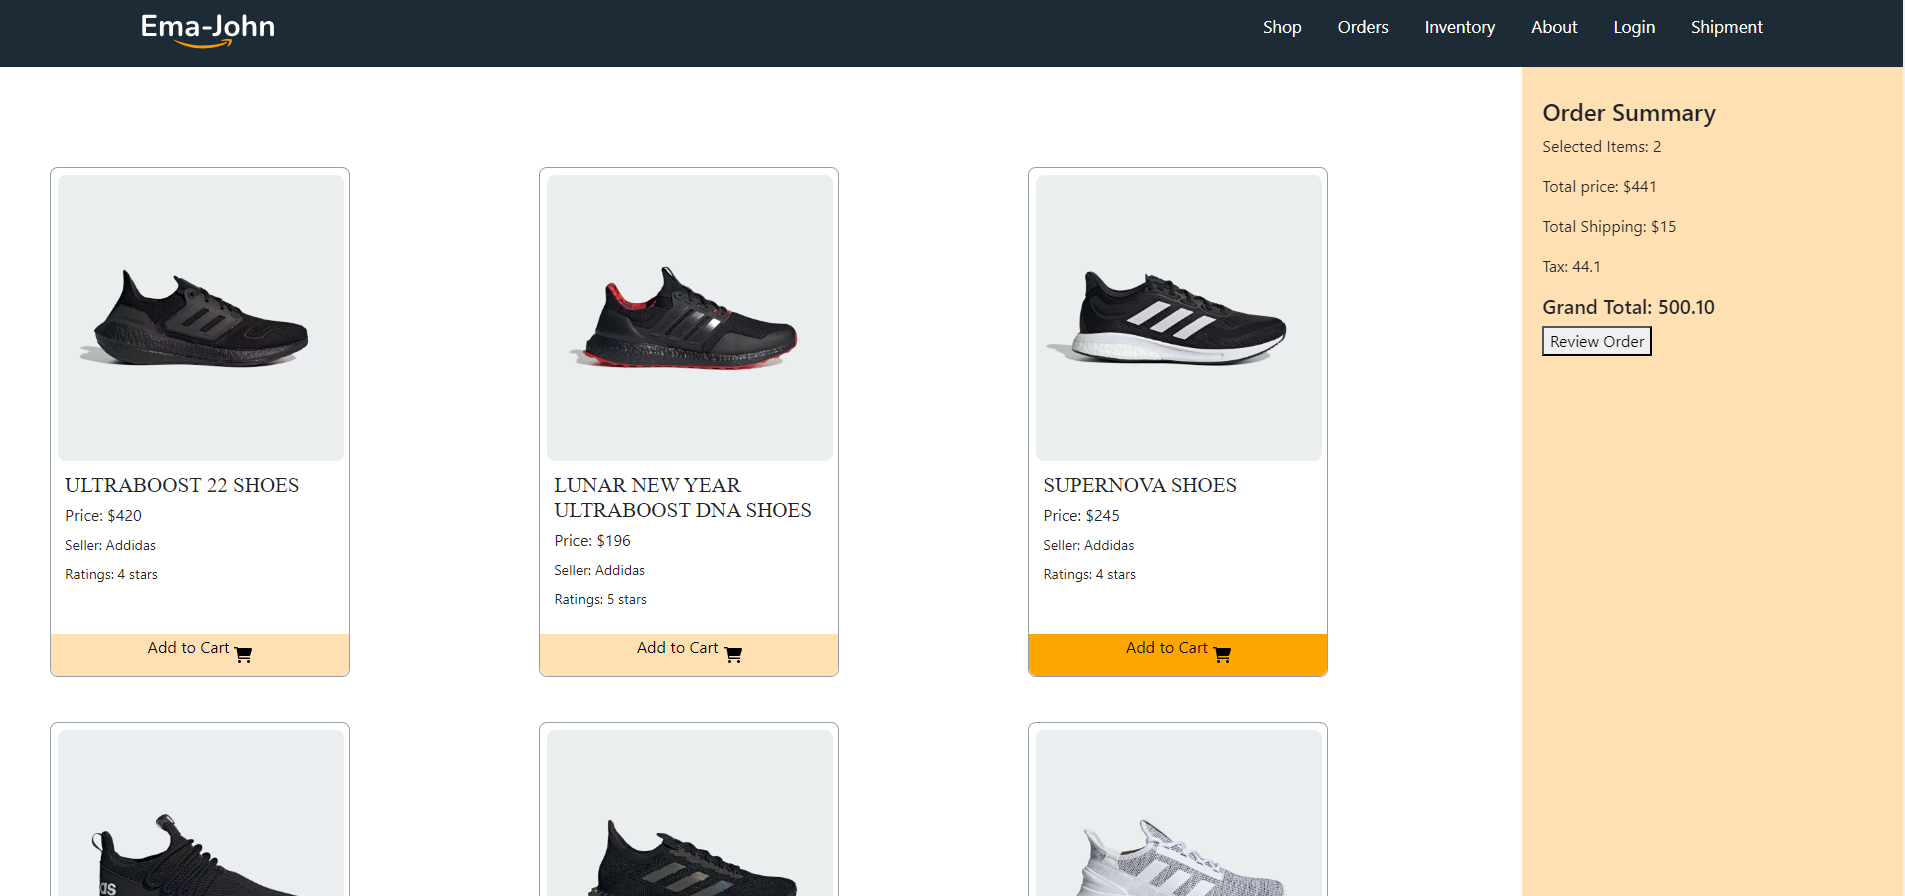 Ema-John
Shop Orders Inventory About Login Shipment
Order Summary
Selected Items: 2
Total price: $441
Total Shipping: $15
Tax: 44.1
Grand Total: 500.10
Review Order
ULTRABOOST 22 SHOES
Price: $420
Seller: Addidas
Ratings: 4 stars
Add to Cart
LUNAR NEW YEAR
ULTRABOOST DNA SHOES
Price: $196
Seller: Addidas
Ratings: 5 stars
Add to Cart
SUPERNOVA SHOES
Price: $245
Seller: Addidas
Ratings: 4 stars
Add to Cart